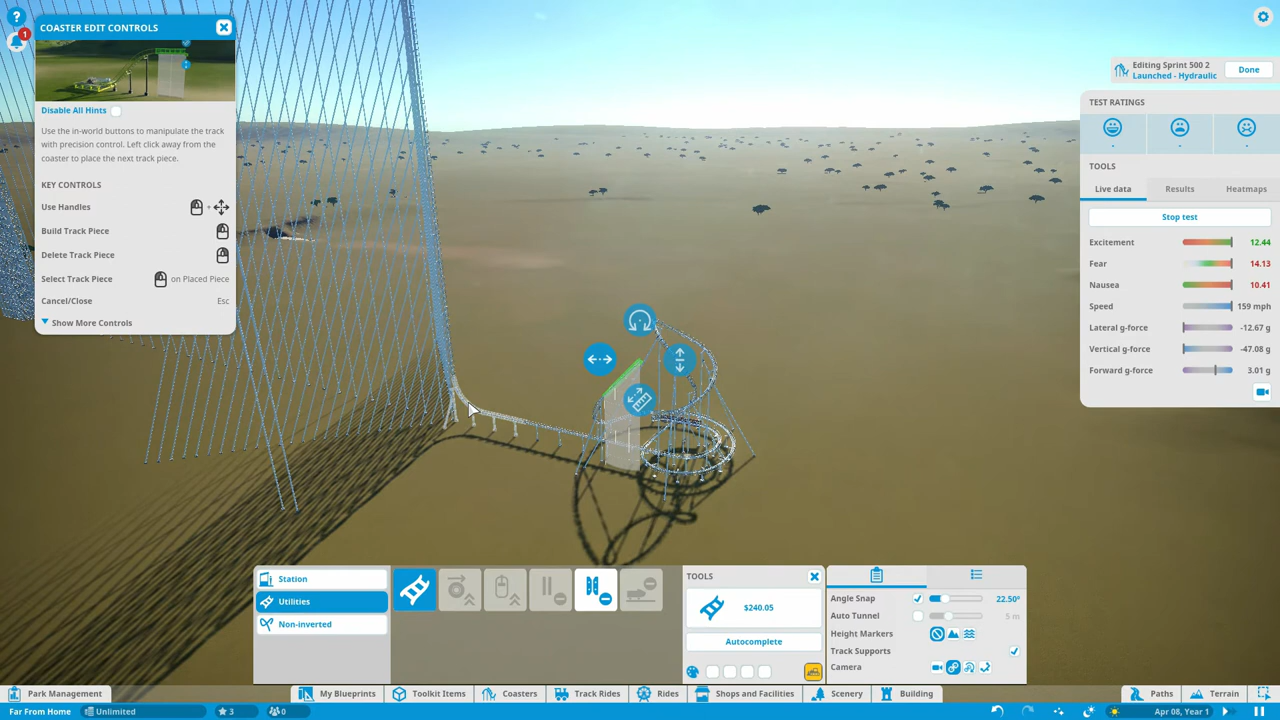 COASTER EDIT CONTROLS
1
Disable All Hints
Use the in-world buttons to manipulate the track
with precision control. Left click away from the
coaster to place the next track piece.
KEY CONTROLS
Use Handles
+
Build Track Piece
Delete Track Piece
Select Track Piece on Placed Piece
Cancel/Close Esc
Show More Controls
Editing Sprint 500 2
Launched - Hydraulic
Done
TEST RATINGS
- - -
TOOLS
Live data Results Heatmaps
Stop test
Excitement 12.44
Fear 14.13
Nausea 10.41
Speed 159 mph
Lateral g-force -12.67 g
Vertical g-force -47.08 g
Forward g-force 3.01 g
Station
Utilities
Non-inverted
TOOLS
$240.05
Autocomplete
Angle Snap 22.50°
Auto Tunnel 5 m
Height Markers
Track Supports
Camera
Park Management
My Blueprints
Toolkit Items
Coasters
Track Rides
Rides
Shops and Facilities
Scenery
Building
Paths
Terrain
Far From Home
Unlimited
3
0
Apr 08, Year 1